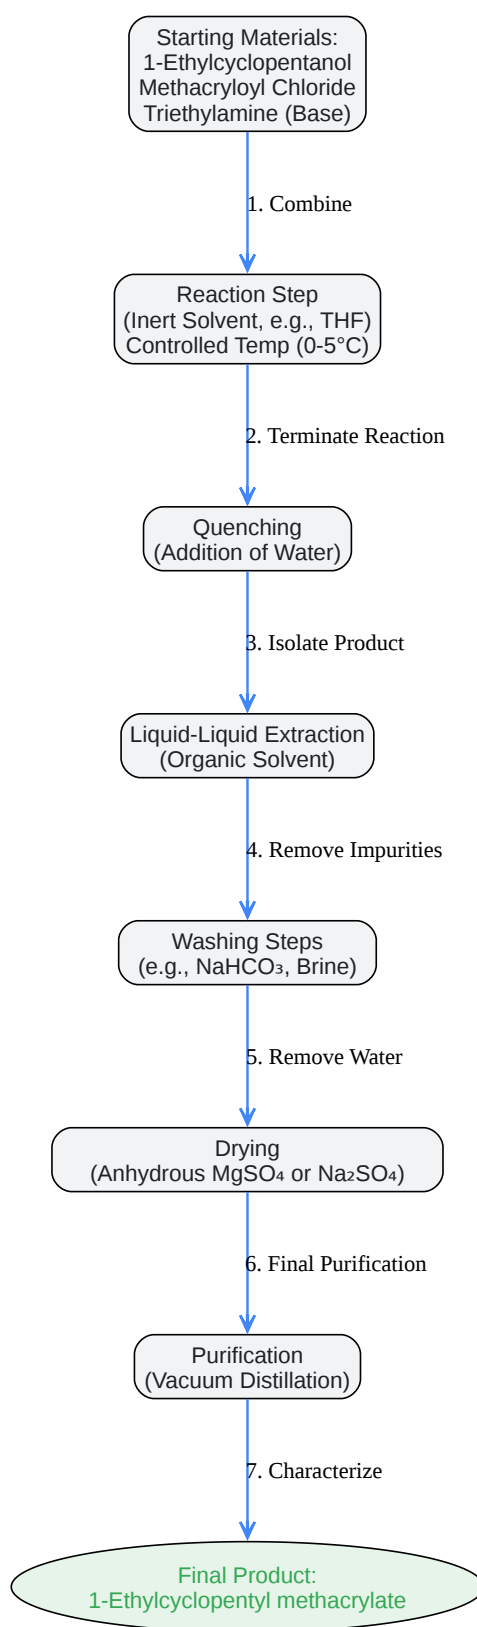 Starting Materials:
1-Ethylcyclopentanol
Methacryloyl Chloride
Triethylamine (Base)
1. Combine
Reaction Step
(Inert Solvent, e.g., THF)
Controlled Temp (0-5°C)
2. Terminate Reaction
Quenching
(Addition of Water)
3. Isolate Product
Liquid-Liquid Extraction
(Organic Solvent)
4. Remove Impurities
Washing Steps
(e.g., NaHCO₃, Brine)
5. Remove Water
Drying
(Anhydrous MgSO₄ or Na₂SO₄)
6. Final Purification
Purification
(Vacuum Distillation)
7. Characterize
Final Product:
1-Ethylcyclopentyl methacrylate